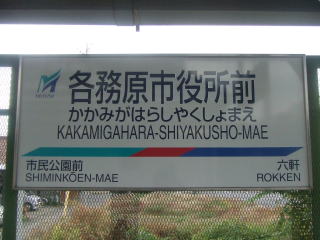 各務原市役所前
かかみがはらしやくしょまえ
KAKAMIGAHARA-SHIYAKUSHO-MAE
市民公園前 六軒
SHIMINKŌEN-MAE ROKKEN